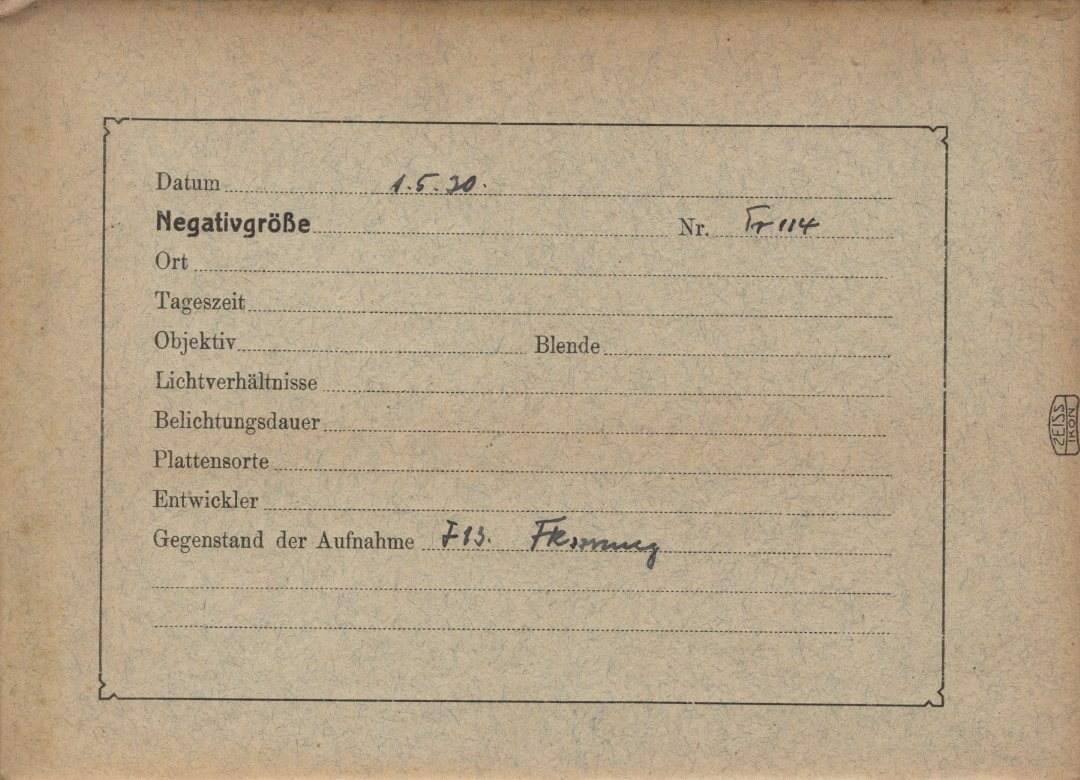 Datum 1.5.30.
Negativgröße Nr. Tr 114
Ort
Tageszeit
Objektiv Blende
Lichtverhältnisse
Belichtungsdauer
Plattensorte
Entwickler
Gegenstand der Aufnahme F13.
ZEISS
IKON